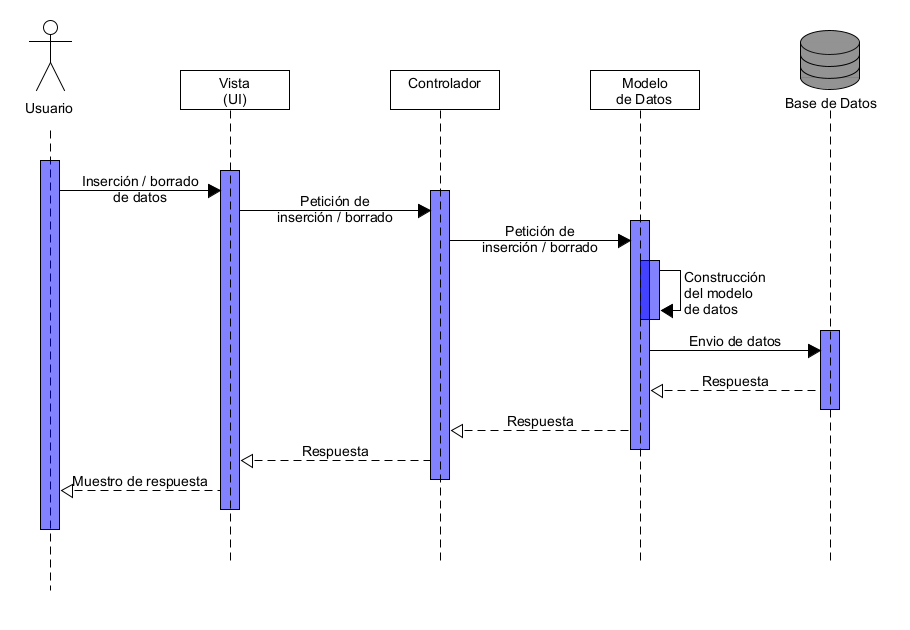 Usuario
Vista
(UI)
Controlador
Modelo
de Datos
Base de Datos
Inserción / borrado
de datos
Petición de
inserción / borrado
Petición de
inserción / borrado
Construcción
del modelo
de datos
Envio de datos
Respuesta
Respuesta
Respuesta
Muestro de respuesta